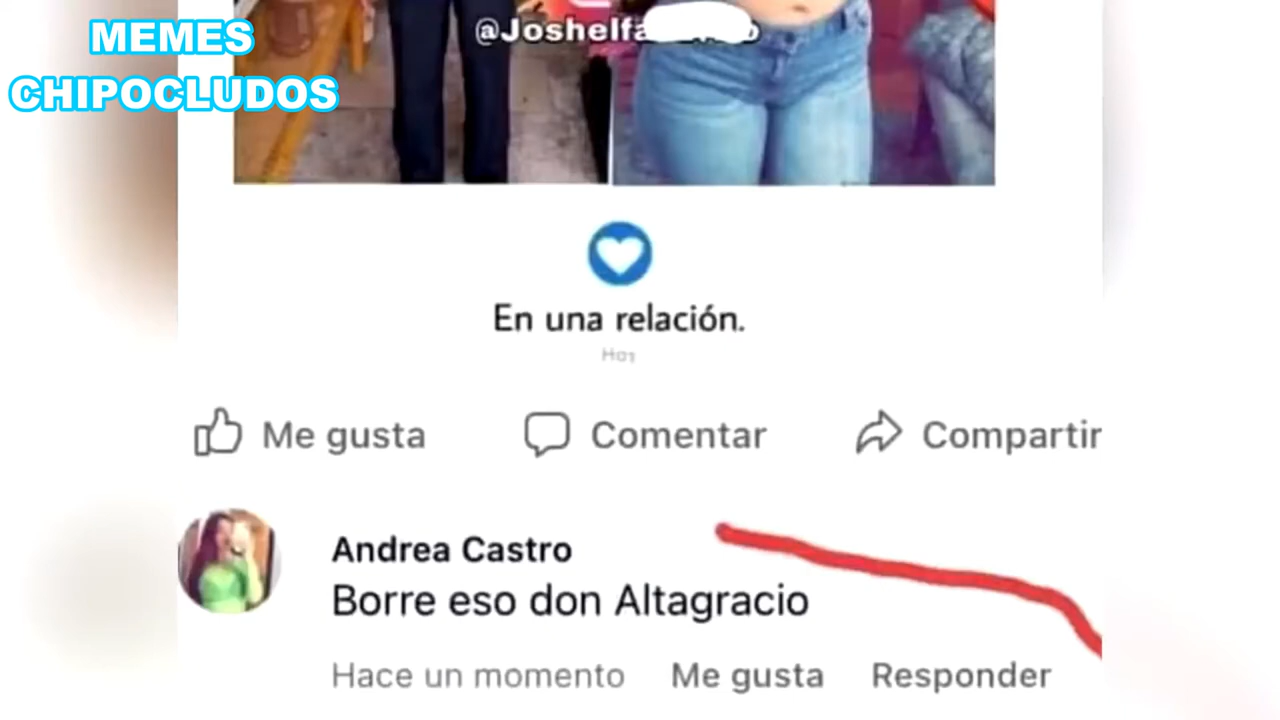 MEMES
CHIPOCLUDOS
En una relación.
Hoy
Me gusta
Comentar
Compartir
Andrea Castro
Borre eso don Altagracio
Hace un momento
Me gusta
Responder